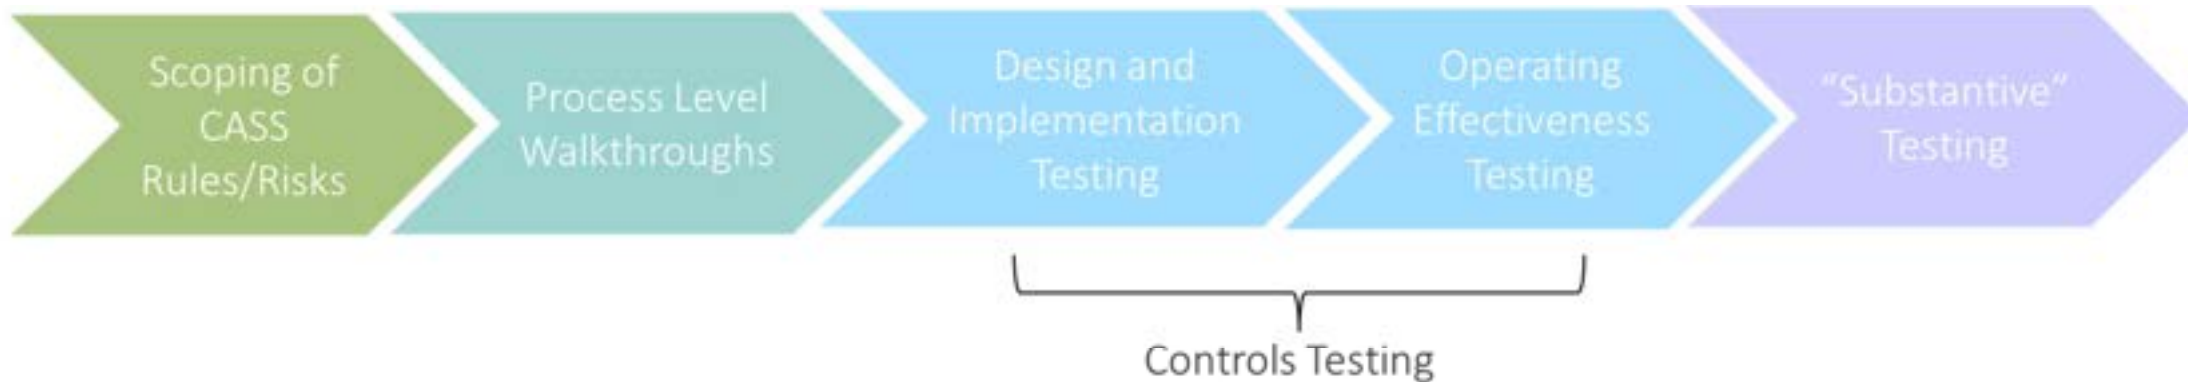 Scoping of
CASS
Rules/Risks
Process Level
Walkthroughs
Design and
Implementation
Testing
Operating
Effectiveness
Testing
“Substantive”
Testing
Controls Testing